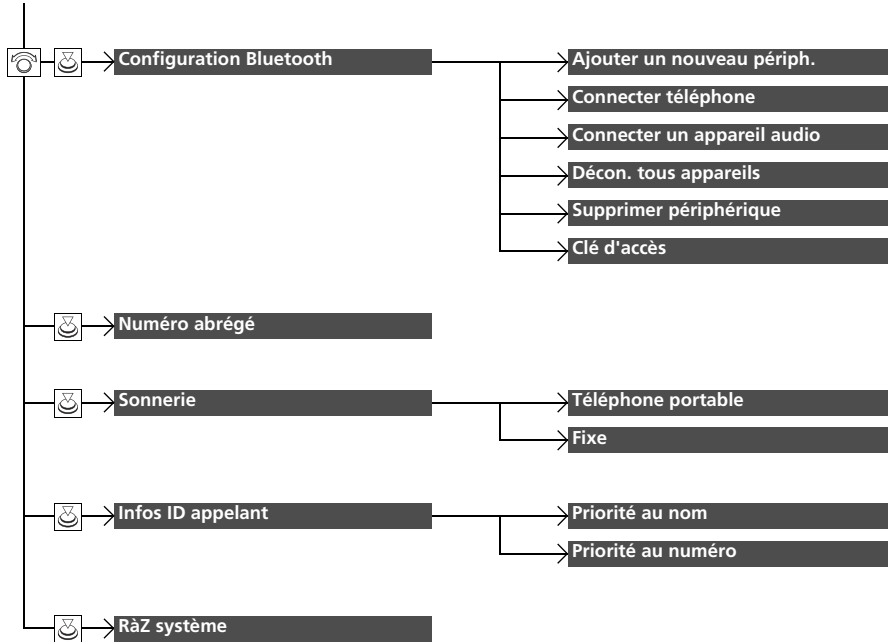 Configuration Bluetooth
Ajouter un nouveau périph.
Connecter téléphone
Connecter un appareil audio
Décon. tous appareils
Supprimer périphérique
Clé d'accès
Numéro abrégé
Sonnerie
Téléphone portable
Fixe
Infos ID appelant
Priorité au nom
Priorité au numéro
RàZ système